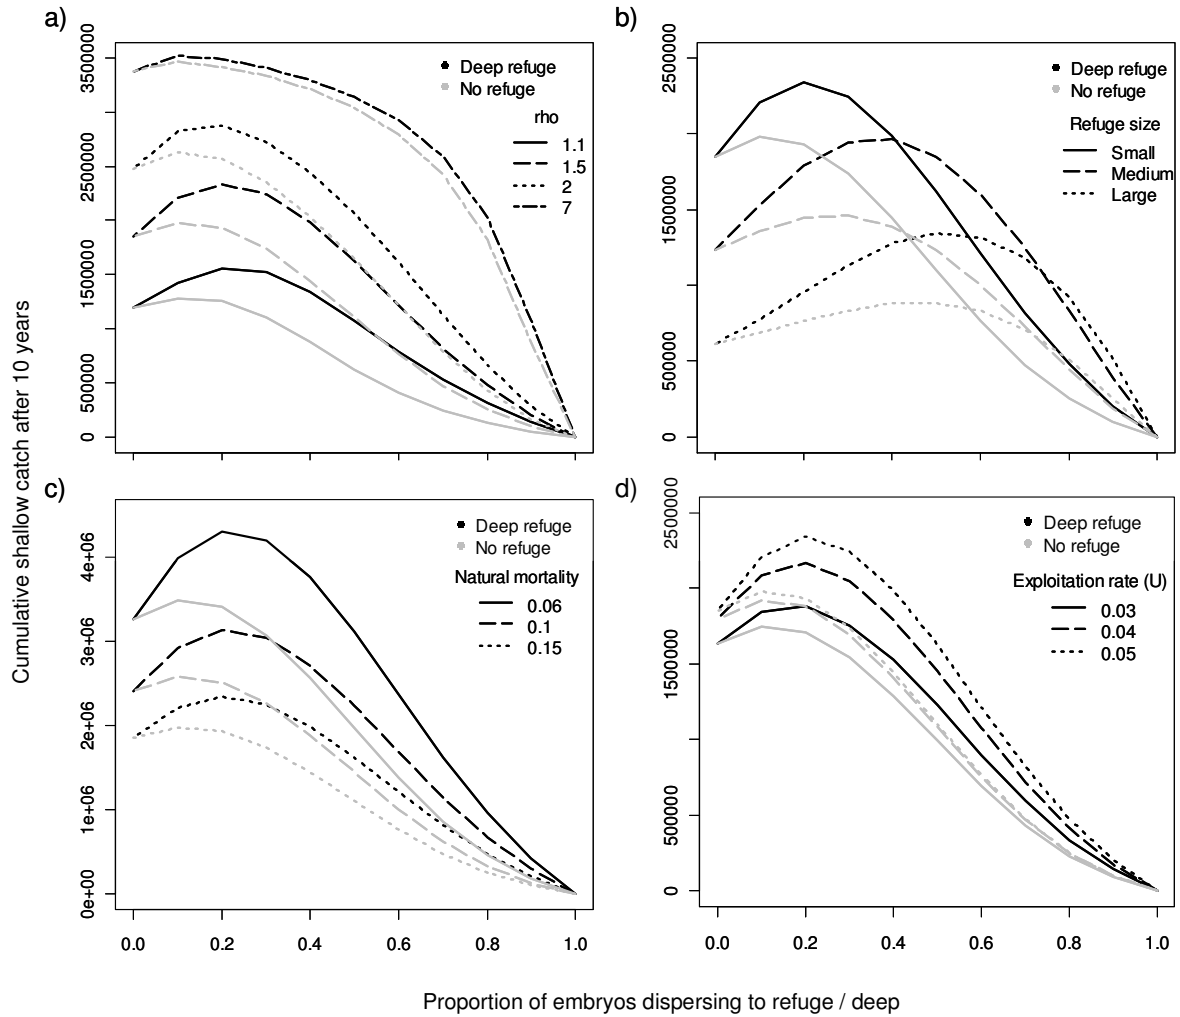 a)
Deep refuge
No refuge
rho
1.1
1.5
2
7
0
500000
1500000
2500000
3500000
b)
Deep refuge
No refuge
Refuge size
Small
Medium
Large
0
500000
1500000
2500000
c)
Deep refuge
No refuge
Natural mortality
0.06
0.1
0.15
0e+00
1e+06
2e+06
3e+06
4e+06
0.0 0.2 0.4 0.6 0.8 1.0
d)
Deep refuge
No refuge
Exploitation rate (U)
0.03
0.04
0.05
0
500000
1500000
2500000
0.0 0.2 0.4 0.6 0.8 1.0
Cumulative shallow catch after 10 years
Proportion of embryos dispersing to refuge / deep